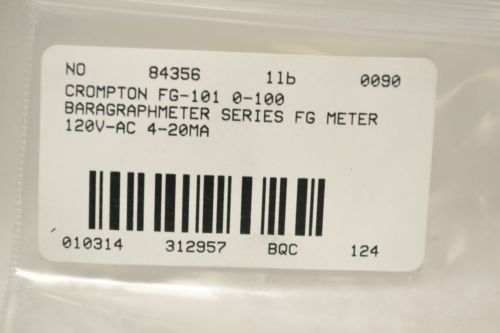 NO 84356 1lb 0090
CROMPTON FG-101 0-100
BARAGRAPHMETER SERIES FG METER
120V-AC 4-20MA
010314 312957 BQC 124